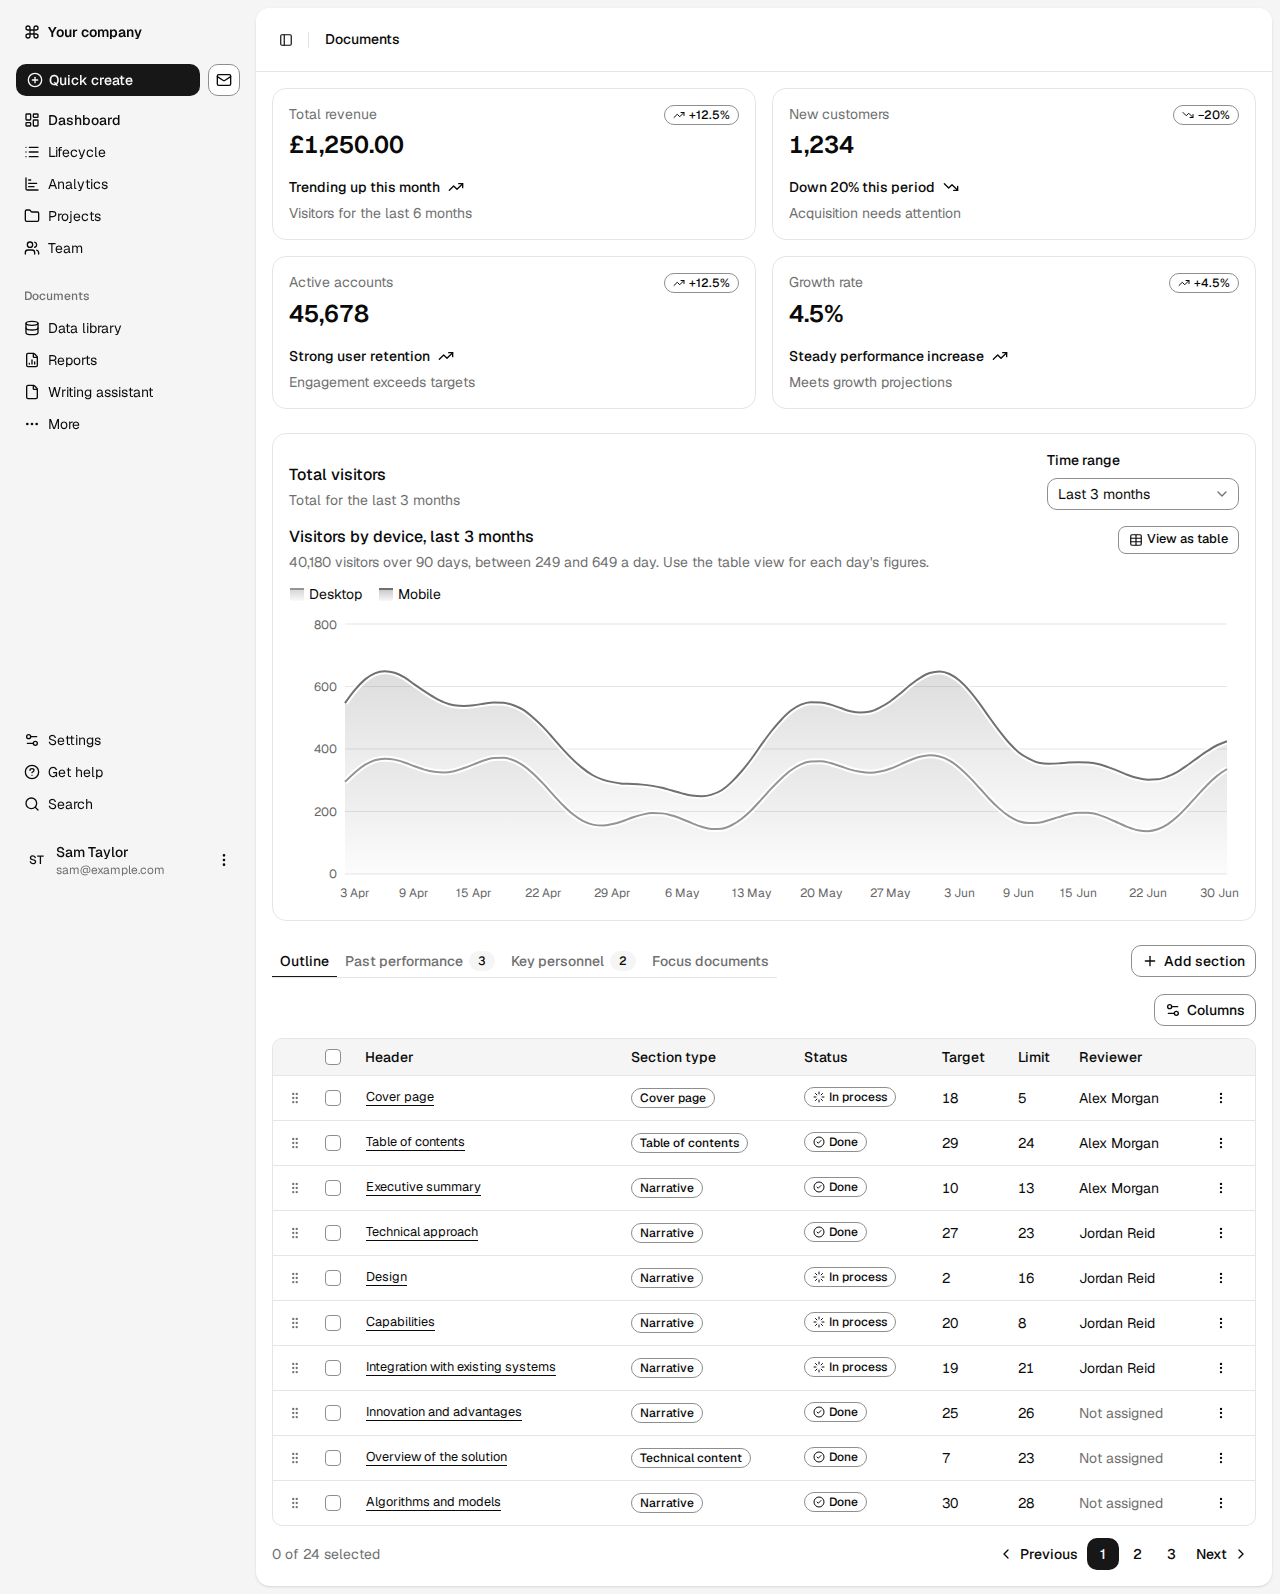 Your company
Quick create
Dashboard
Lifecycle
Analytics
Projects
Team
Documents
Data library
Reports
Writing assistant
More
Settings
Get help
Search
ST
Sam Taylor
sam@example.com
Documents
Total revenue
+12.5%
£1,250.00
Trending up this month
Visitors for the last 6 months
New customers
−20%
1,234
Down 20% this period
Acquisition needs attention
Active accounts
+12.5%
45,678
Strong user retention
Engagement exceeds targets
Growth rate
+4.5%
4.5%
Steady performance increase
Meets growth projections
Total visitors
Total for the last 3 months
Time range
Last 3 months
Visitors by device, last 3 months
40,180 visitors over 90 days, between 249 and 649 a day. Use the table view for each day's figures.
View as table
Desktop Mobile
800
600
400
200
0
3 Apr 9 Apr 15 Apr 22 Apr 29 Apr 6 May 13 May 20 May 27 May 3 Jun 9 Jun 15 Jun 22 Jun 30 Jun
Outline Past performance 3 Key personnel 2 Focus documents
Add section
Columns
Header Section type Status Target Limit Reviewer
Cover page Cover page In process 18 5 Alex Morgan
Table of contents Table of contents Done 29 24 Alex Morgan
Executive summary Narrative Done 10 13 Alex Morgan
Technical approach Narrative Done 27 23 Jordan Reid
Design Narrative In process 2 16 Jordan Reid
Capabilities Narrative In process 20 8 Jordan Reid
Integration with existing systems Narrative In process 19 21 Jordan Reid
Innovation and advantages Narrative Done 25 26 Not assigned
Overview of the solution Technical content Done 7 23 Not assigned
Algorithms and models Narrative Done 30 28 Not assigned
0 of 24 selected
Previous 1 2 3 Next